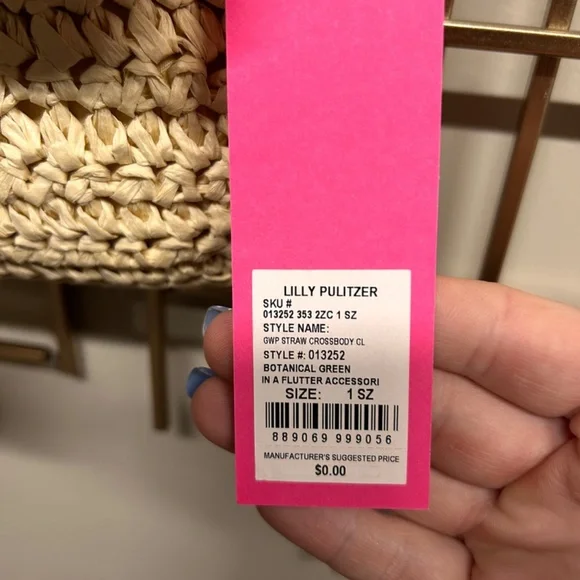 LILLY PULITZER
SKU #
013252 353 2ZC 1 SZ
STYLE NAME:
GWP STRAW CROSSBODY CL
STYLE #: 013252
BOTANICAL GREEN
IN A FLUTTER ACCESSORI
SIZE: 1 SZ
889069 999056
MANUFACTURER'S SUGGESTED PRICE
$0.00